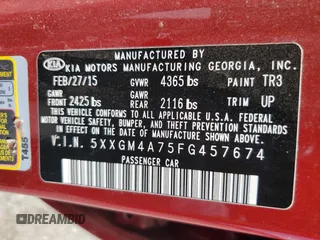 KIA
MANUFACTURED BY
KIA MOTORS MANUFACTURING GEORGIA, INC.
FEB/27/15 GVWR 4365 lbs PAINT TR3
GAWR FRONT 2425 lbs GAWR REAR 2116 lbs TRIM UP
THIS VEHICLE CONFORMS TO ALL APPLICABLE
U.S. FEDERAL MOTOR VEHICLE SAFETY,
BUMPER, AND THEFT PREVENTION STANDARDS IN
EFFECT ON THE DATE OF MANUFACTURE SHOWN ABOVE.
V.I.N. 5XXGM4A75FG457674
PASSENGER CAR
T455
DREAMBID